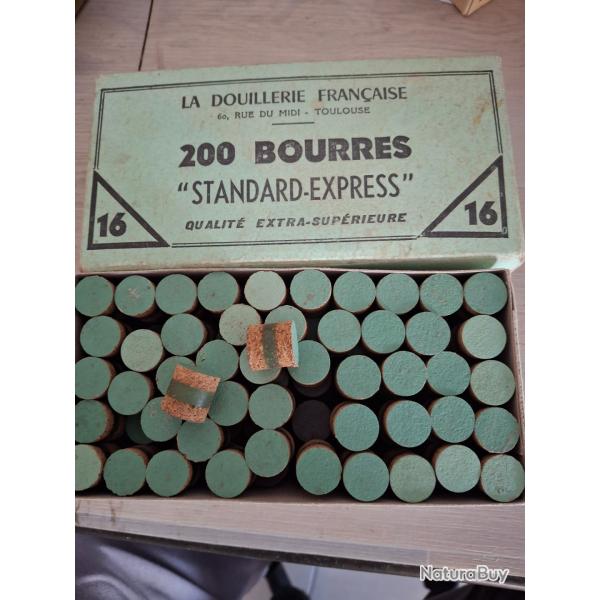 LA DOUILLERIE FRANÇAISE
60, RUE DU MIDI - TOULOUSE
200 BOURRES
"STANDARD-EXPRESS"
QUALITÉ EXTRA-SUPÉRIEURE
16
16
NaturaBuy